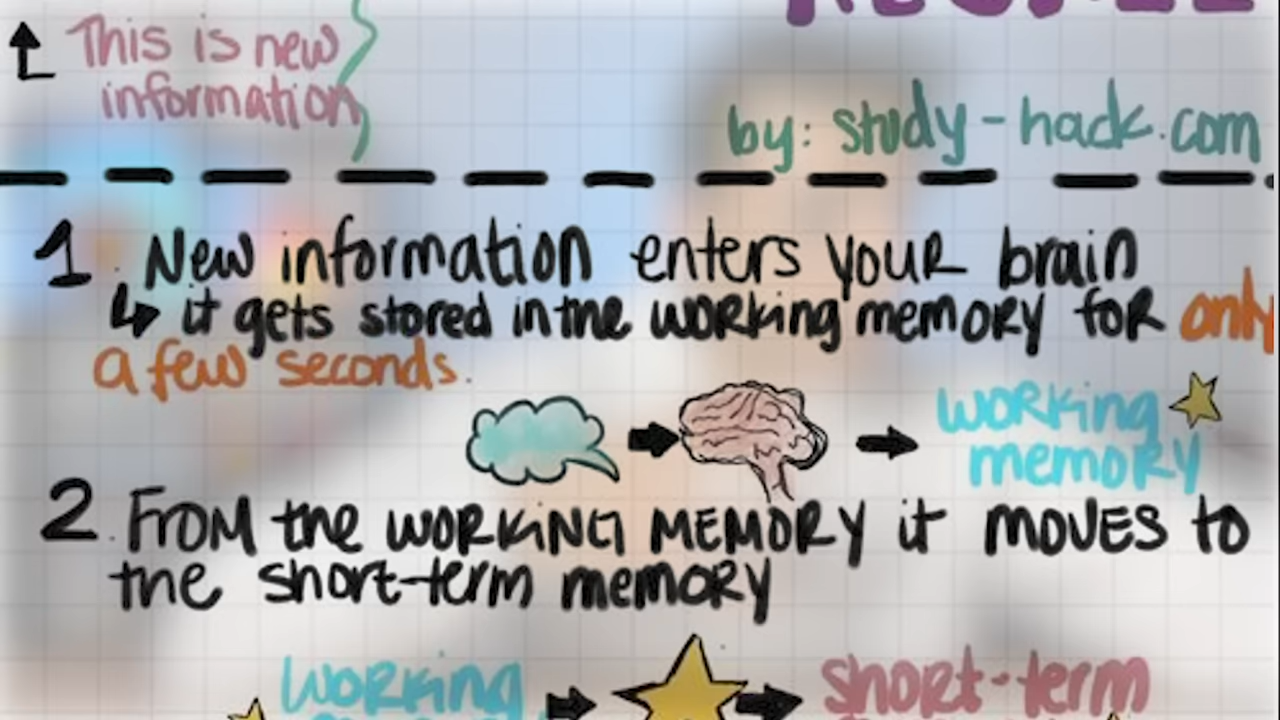 This is new
information
by: study-hack.com
1. New information enters your brain
↳ it gets stored in the working memory for only
a few seconds.
working
memory
2. From the WORKING MEMORY it MOVES to
the short-term memory
working
short-term